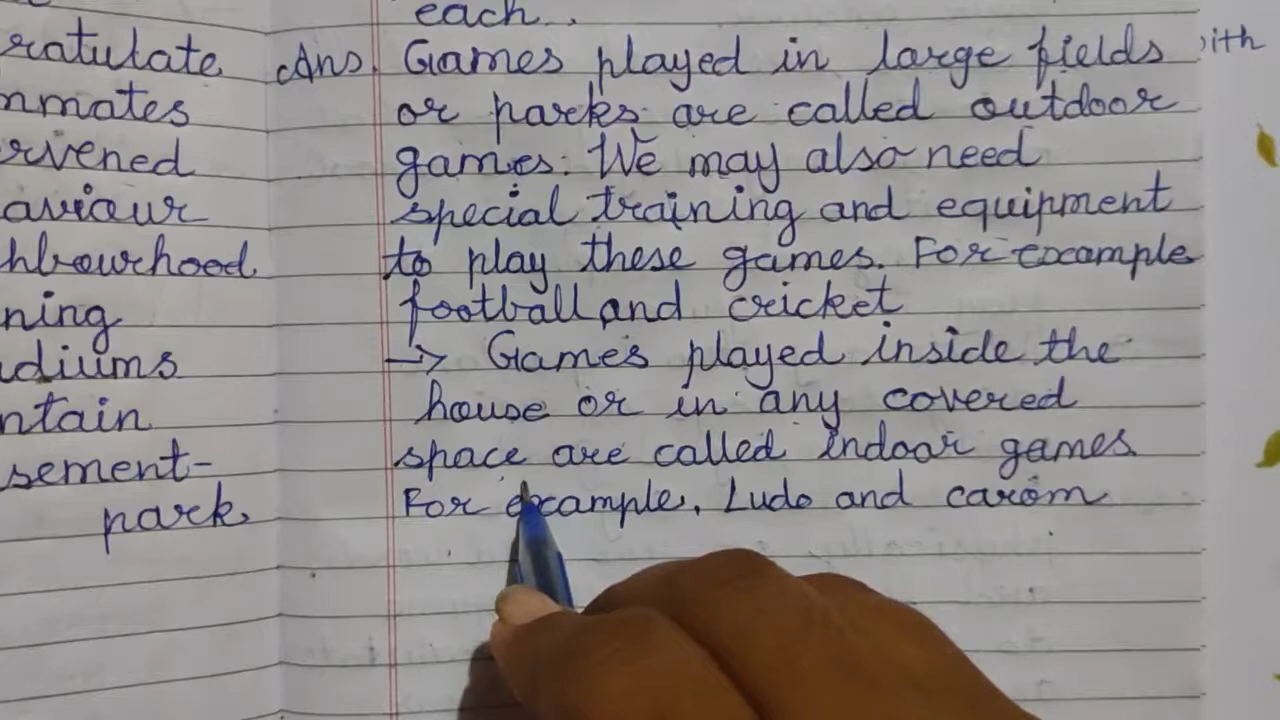 each.
ratulate
nmates
rvened
aviour
hbourhood
ning
diums
ntain
sement-
park
Ans. Games played in large fields
or parks are called outdoor
games. We may also need
special training and equipment
to play these games. For example
football and cricket
→ Games played inside the
house or in any covered
space are called indoor games
For example, Ludo and carom
ith